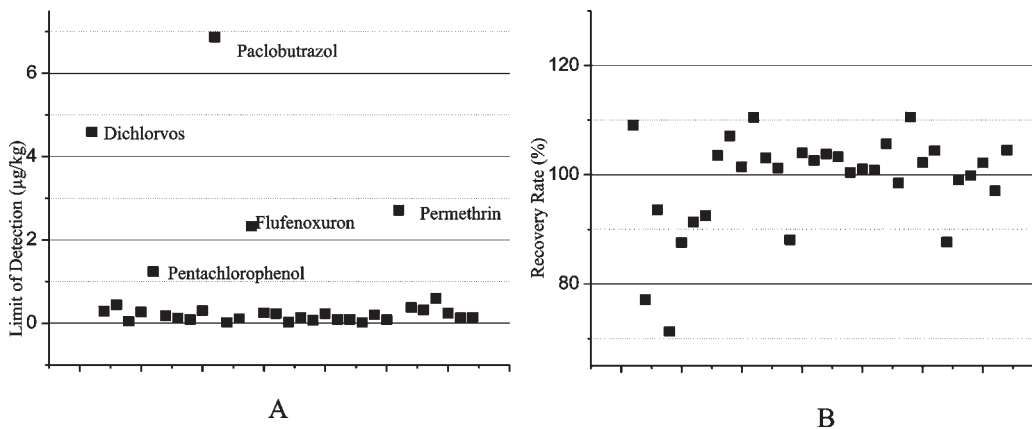 Limit of Detection (μg/kg)
6
4
2
0
Paclobutrazol
Dichlorvos
Flufenoxuron
Permethrin
Pentachlorophenol
A
Recovery Rate (%)
120
100
80
B